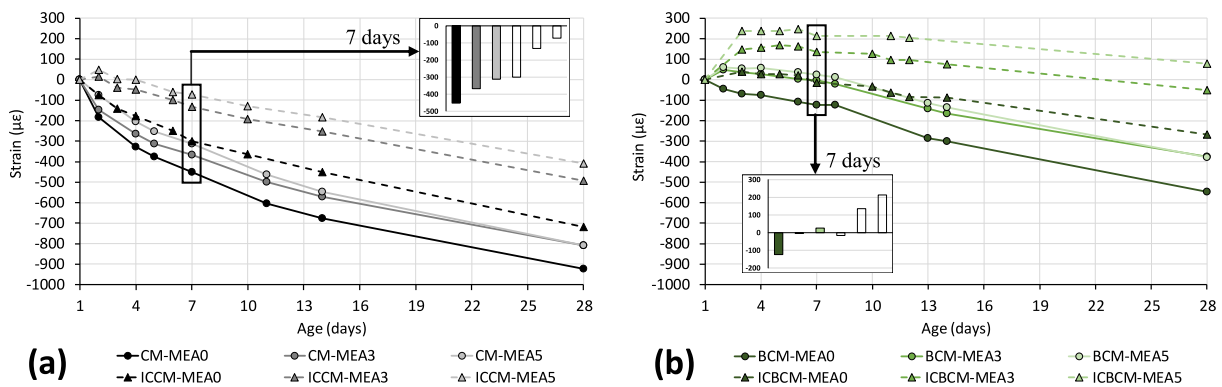 300
200
100
0
-100
-200
-300
-400
-500
-600
-700
-800
-900
-1000
Strain (με)
1 4 7 10 13 16 19 22 25 28
Age (days)
7 days
0
-100
-200
-300
-400
-500
(a)
CM-MEA0 CM-MEA3 CM-MEA5
ICCM-MEA0 ICCM-MEA3 ICCM-MEA5
300
200
100
0
-100
-200
-300
-400
-500
-600
-700
-800
-900
-1000
Strain (με)
1 4 7 10 13 16 19 22 25 28
Age (days)
7 days
300
200
100
0
-100
-200
(b)
BCM-MEA0 BCM-MEA3 BCM-MEA5
ICBCM-MEA0 ICBCM-MEA3 ICBCM-MEA5